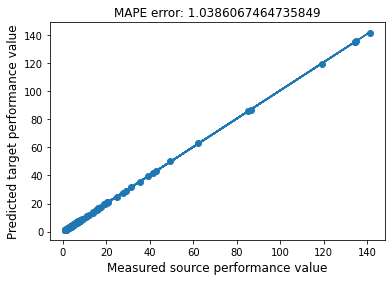 MAPE error: 1.0386067464735849
Predicted target performance value
140
120
100
80
60
40
20
0
0 20 40 60 80 100 120 140
Measured source performance value